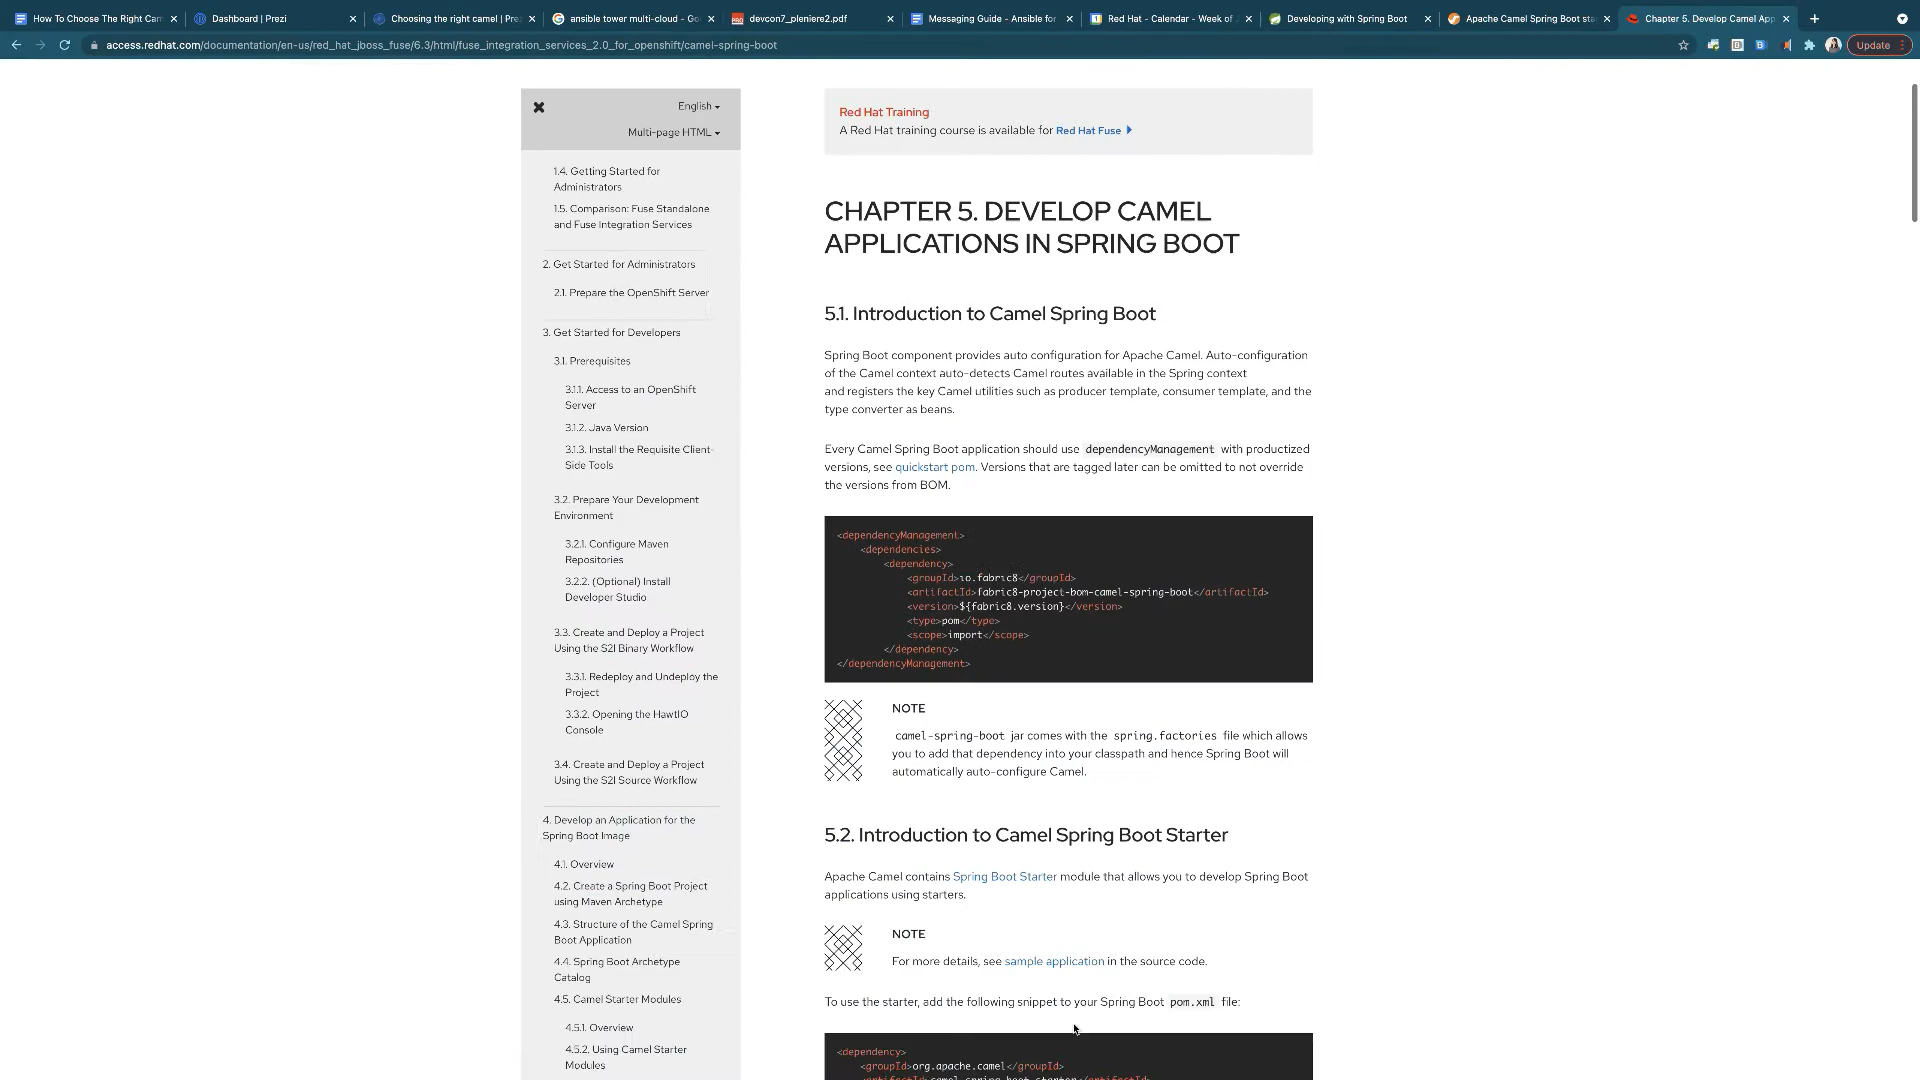 How To Choose The Right Cam
Dashboard | Prezi
Choosing the right camel | Prez
ansible tower multi-cloud - Go
devcon7_pleniere2.pdf
Messaging Guide - Ansible for
Red Hat - Calendar - Week of
Developing with Spring Boot
Apache Camel Spring Boot sta
Chapter 5. Develop Camel App
access.redhat.com/documentation/en-us/red_hat_jboss_fuse/6.3/html/fuse_integration_services_2.0_for_openshift/camel-spring-boot
Update
English
Multi-page HTML
1.4. Getting Started for
Administrators
1.5. Comparison: Fuse Standalone
and Fuse Integration Services
2. Get Started for Administrators
2.1. Prepare the OpenShift Server
3. Get Started for Developers
3.1. Prerequisites
3.1.1. Access to an OpenShift
Server
3.1.2. Java Version
3.1.3. Install the Requisite Client-
Side Tools
3.2. Prepare Your Development
Environment
3.2.1. Configure Maven
Repositories
3.2.2. (Optional) Install
Developer Studio
3.3. Create and Deploy a Project
Using the S2I Binary Workflow
3.3.1. Redeploy and Undeploy the
Project
3.3.2. Opening the HawtIO
Console
3.4. Create and Deploy a Project
Using the S2I Source Workflow
4. Develop an Application for the
Spring Boot Image
4.1. Overview
4.2. Create a Spring Boot Project
using Maven Archetype
4.3. Structure of the Camel Spring
Boot Application
4.4. Spring Boot Archetype
Catalog
4.5. Camel Starter Modules
4.5.1. Overview
4.5.2. Using Camel Starter
Modules
Red Hat Training
A Red Hat training course is available for Red Hat Fuse
CHAPTER 5. DEVELOP CAMEL
APPLICATIONS IN SPRING BOOT
5.1. Introduction to Camel Spring Boot
Spring Boot component provides auto configuration for Apache Camel. Auto-configuration
of the Camel context auto-detects Camel routes available in the Spring context
and registers the key Camel utilities such as producer template, consumer template, and the
type converter as beans.
Every Camel Spring Boot application should use dependencyManagement with productized
versions, see quickstart pom. Versions that are tagged later can be omitted to not override
the versions from BOM.
<dependencyManagement>
<dependencies>
<dependency>
<groupId>io.fabric8</groupId>
<artifactId>fabric8-project-bom-camel-spring-boot</artifactId>
<version>${fabric8.version}</version>
<type>pom</type>
<scope>import</scope>
</dependency>
</dependencyManagement>
NOTE
camel-spring-boot jar comes with the spring.factories file which allows
you to add that dependency into your classpath and hence Spring Boot will
automatically auto-configure Camel.
5.2. Introduction to Camel Spring Boot Starter
Apache Camel contains Spring Boot Starter module that allows you to develop Spring Boot
applications using starters.
NOTE
For more details, see sample application in the source code.
To use the starter, add the following snippet to your Spring Boot pom.xml file:
<dependency>
<groupId>org.apache.camel</groupId>
<artifactId>camel-spring-boot-starter</artifactId>